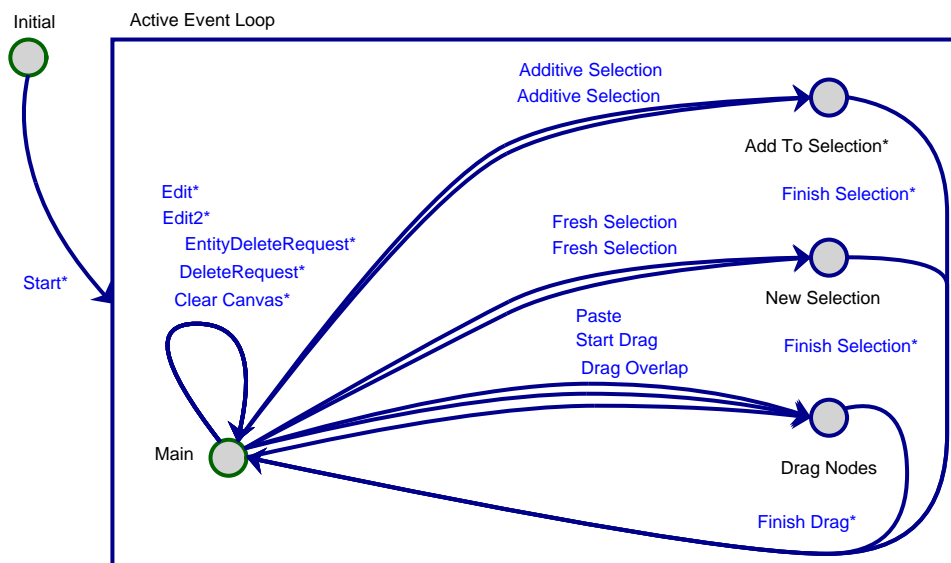 Initial
Active Event Loop
Additive Selection
Additive Selection
Add To Selection*
Edit*
Edit2*
EntityDeleteRequest*
DeleteRequest*
Clear Canvas*
Finish Selection*
Fresh Selection
Fresh Selection
Start*
New Selection
Paste
Start Drag
Drag Overlap
Finish Selection*
Main
Drag Nodes
Finish Drag*